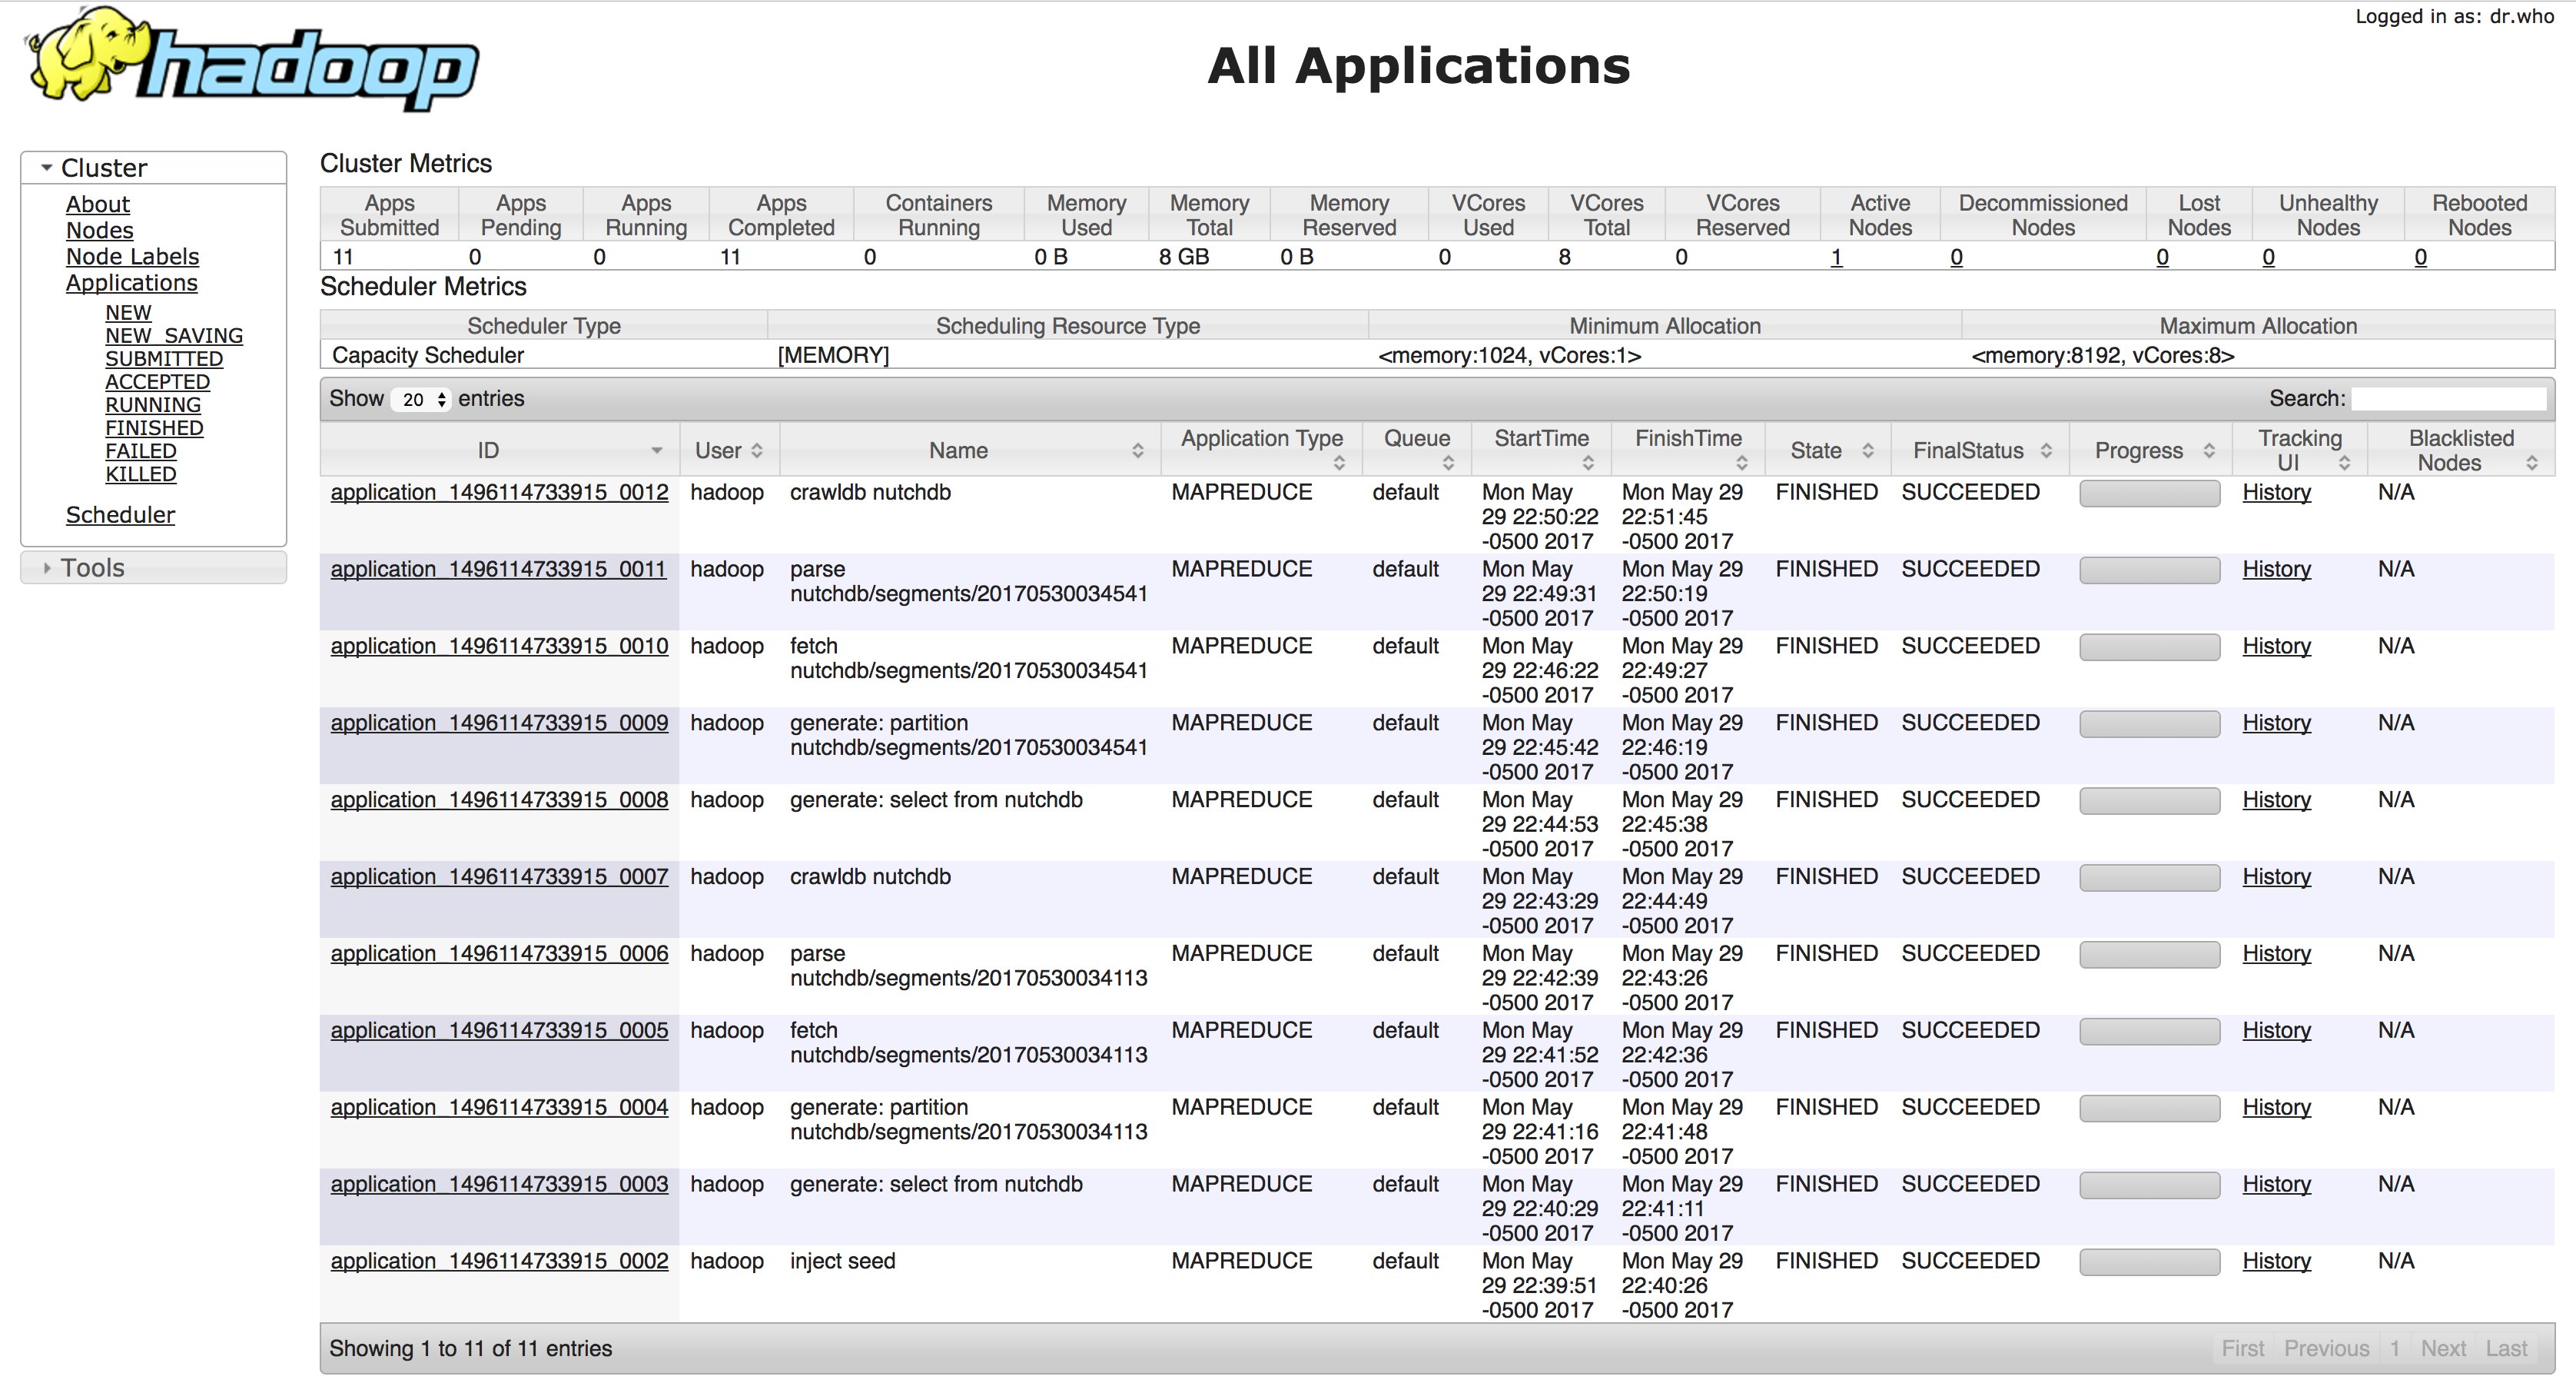 Logged in as: dr.who
hadoop
All Applications
Cluster
About
Nodes
Node Labels
Applications
NEW
NEW_SAVING
SUBMITTED
ACCEPTED
RUNNING
FINISHED
FAILED
KILLED
Scheduler
Tools
Cluster Metrics
Apps Submitted Apps Pending Apps Running Apps Completed Containers Running Memory Used Memory Total Memory Reserved VCores Used VCores Total VCores Reserved Active Nodes Decommissioned Nodes Lost Nodes Unhealthy Nodes Rebooted Nodes
11 0 0 11 0 0 B 8 GB 0 B 0 8 0 1 0 0 0 0
Scheduler Metrics
Scheduler Type Scheduling Resource Type Minimum Allocation Maximum Allocation
Capacity Scheduler [MEMORY] <memory:1024, vCores:1> <memory:8192, vCores:8>
Show 20 entries Search:
ID User Name Application Type Queue StartTime FinishTime State FinalStatus Progress Tracking UI Blacklisted Nodes
application_1496114733915_0012 hadoop crawldb nutchdb MAPREDUCE default Mon May 29 22:50:22 -0500 2017 Mon May 29 22:51:45 -0500 2017 FINISHED SUCCEEDED History N/A
application_1496114733915_0011 hadoop parse nutchdb/segments/20170530034541 MAPREDUCE default Mon May 29 22:49:31 -0500 2017 Mon May 29 22:50:19 -0500 2017 FINISHED SUCCEEDED History N/A
application_1496114733915_0010 hadoop fetch nutchdb/segments/20170530034541 MAPREDUCE default Mon May 29 22:46:22 -0500 2017 Mon May 29 22:49:27 -0500 2017 FINISHED SUCCEEDED History N/A
application_1496114733915_0009 hadoop generate: partition nutchdb/segments/20170530034541 MAPREDUCE default Mon May 29 22:45:42 -0500 2017 Mon May 29 22:46:19 -0500 2017 FINISHED SUCCEEDED History N/A
application_1496114733915_0008 hadoop generate: select from nutchdb MAPREDUCE default Mon May 29 22:44:53 -0500 2017 Mon May 29 22:45:38 -0500 2017 FINISHED SUCCEEDED History N/A
application_1496114733915_0007 hadoop crawldb nutchdb MAPREDUCE default Mon May 29 22:43:29 -0500 2017 Mon May 29 22:44:49 -0500 2017 FINISHED SUCCEEDED History N/A
application_1496114733915_0006 hadoop parse nutchdb/segments/20170530034113 MAPREDUCE default Mon May 29 22:42:39 -0500 2017 Mon May 29 22:43:26 -0500 2017 FINISHED SUCCEEDED History N/A
application_1496114733915_0005 hadoop fetch nutchdb/segments/20170530034113 MAPREDUCE default Mon May 29 22:41:52 -0500 2017 Mon May 29 22:42:36 -0500 2017 FINISHED SUCCEEDED History N/A
application_1496114733915_0004 hadoop generate: partition nutchdb/segments/20170530034113 MAPREDUCE default Mon May 29 22:41:16 -0500 2017 Mon May 29 22:41:48 -0500 2017 FINISHED SUCCEEDED History N/A
application_1496114733915_0003 hadoop generate: select from nutchdb MAPREDUCE default Mon May 29 22:40:29 -0500 2017 Mon May 29 22:41:11 -0500 2017 FINISHED SUCCEEDED History N/A
application_1496114733915_0002 hadoop inject seed MAPREDUCE default Mon May 29 22:39:51 -0500 2017 Mon May 29 22:40:26 -0500 2017 FINISHED SUCCEEDED History N/A
Showing 1 to 11 of 11 entries First Previous 1 Next Last